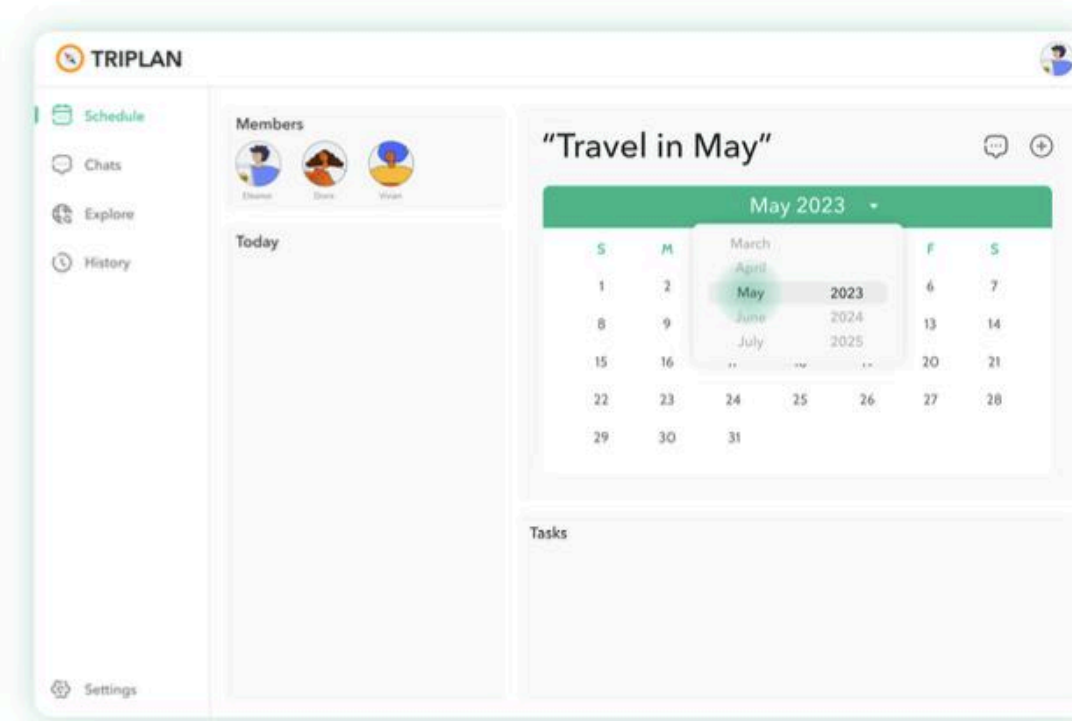 TRIPLAN
Schedule
Chats
Explore
History
Settings
Members
Eleanor
Vivian
Today
“Travel in May”
May 2023
S M F S
March
April
May 2023
June 2024
July 2025
1 2 6 7
8 9 13 14
15 16 20 21
22 23 24 25 26 27 28
29 30 31
Tasks